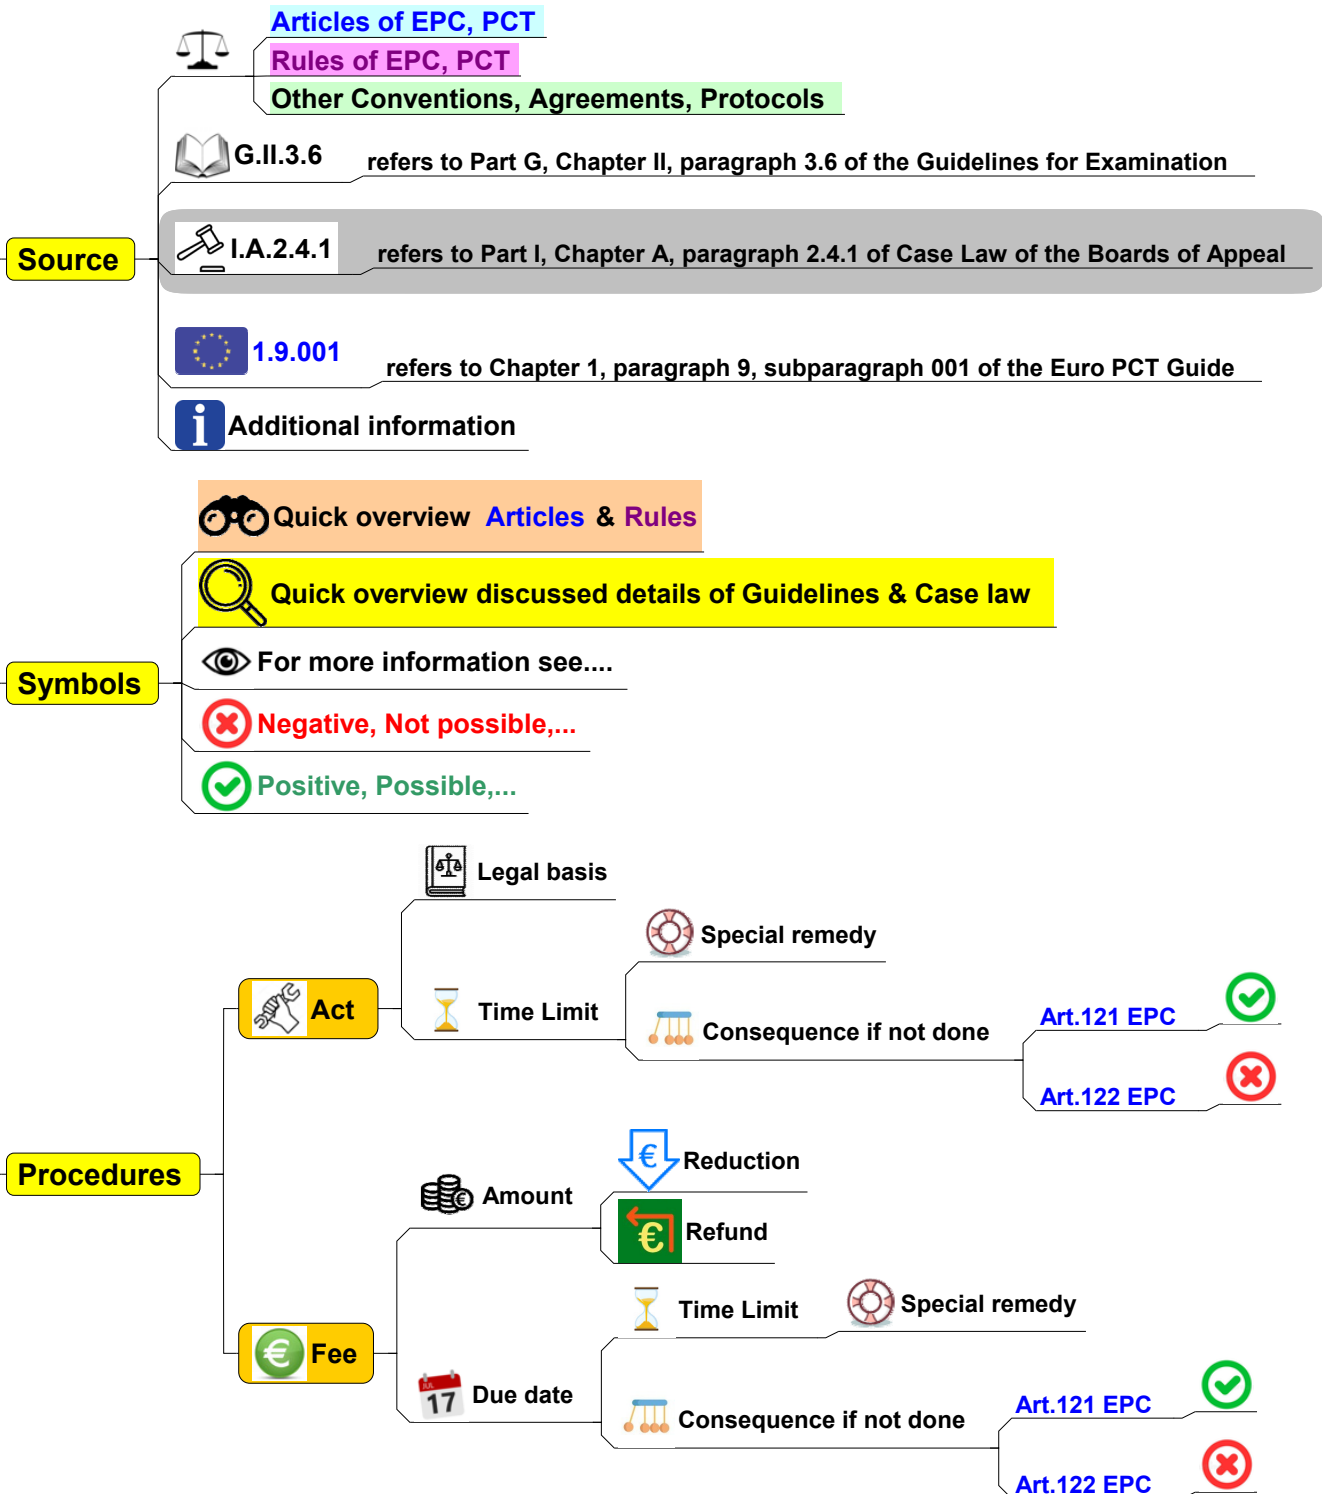 Articles of EPC, PCT
Rules of EPC, PCT
Other Conventions, Agreements, Protocols
G.II.3.6
refers to Part G, Chapter II, paragraph 3.6 of the Guidelines for Examination
Source
I.A.2.4.1
refers to Part I, Chapter A, paragraph 2.4.1 of Case Law of the Boards of Appeal
1.9.001
refers to Chapter 1, paragraph 9, subparagraph 001 of the Euro PCT Guide
i
Additional information
Quick overview Articles & Rules
Quick overview discussed details of Guidelines & Case law
Symbols
For more information see....
Negative, Not possible,...
Positive, Possible,...
Procedures
Act
Legal basis
Time Limit
Special remedy
Consequence if not done
Art.121 EPC
Art.122 EPC
€
Fee
€
Amount
€
Reduction
€
Refund
JUL
17
Due date
Time Limit
Special remedy
Consequence if not done
Art.121 EPC
Art.122 EPC